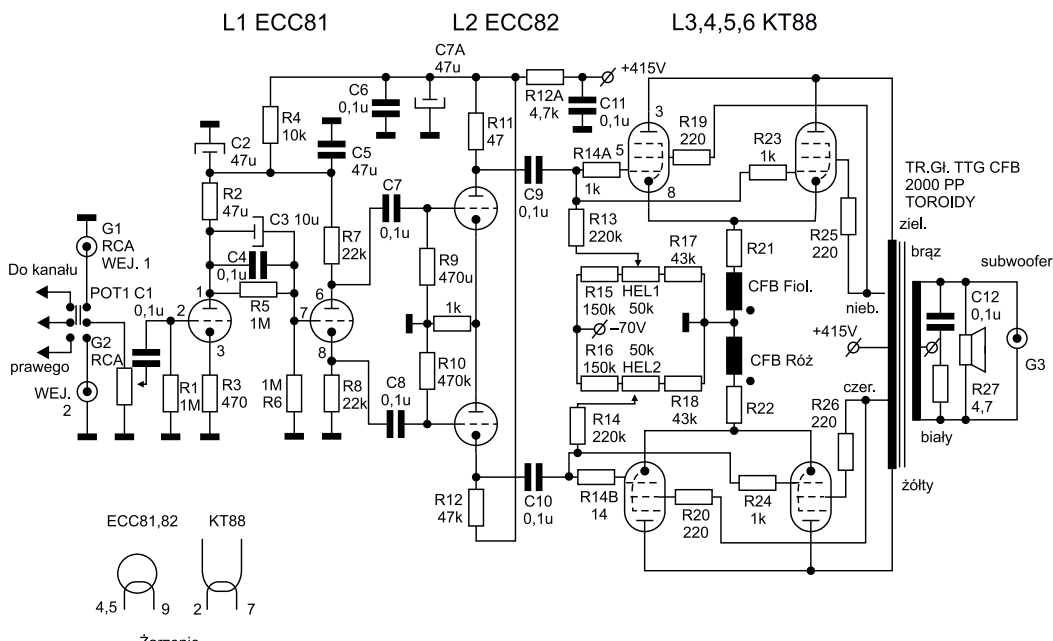 L1 ECC81
L2 ECC82
L3,4,5,6 KT88
C7A
47u
+415V
R12A
4,7k
C11
0,1u
C6
0,1u
R4
10k
R11
47
C2
47u
C5
47u
3
R19
220
R23
1k
R14A
1k
5
8
TR.Gł. TTG CFB
2000 PP
TOROIDY
ziel.
R2
47u
C3 10u
C7
0,1u
C9
0,1u
R13
220k
R17
43k
R21
R25
220
G1
RCA
WEJ. 1
R7
22k
C4
0,1u
R9
470u
brąz
subwoofer
Do kanału
POT1
C1
0,1u
1
2
3
R5
1M
6
7
8
1k
R15
150k
HEL1
50k
CFB Fiol.
nieb.
C12
0,1u
–70V
+415V
G2
RCA
prawego
R16
150k
50k
HEL2
CFB Róż
G3
WEJ.
2
R1
1M
R3
470
1M
R6
R8
22k
C8
0,1u
R10
470k
R14
220k
R18
43k
R22
czer.
R26
220
R27
4,7
biały
R12
47k
C10
0,1u
R14B
14
R20
220
R24
1k
żółty
ECC81,82
KT88
4,5
9
2
7